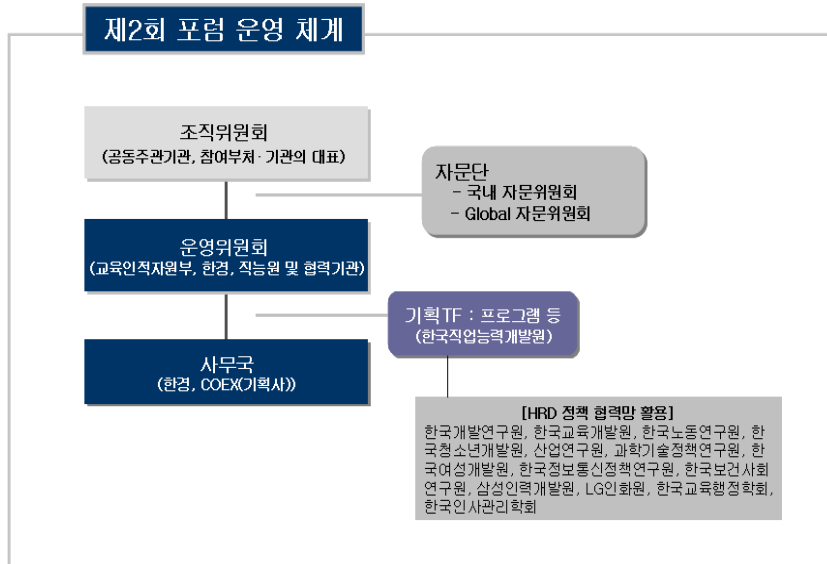 제2회 포럼 운영 체계
조직위원회
(공동주관기관, 참여부처·기관의 대표)
자문단
- 국내 자문위원회
- Global 자문위원회
운영위원회
(교육인적자원부, 한경, 직능원 및 협력기관)
기획TF : 프로그램 등
(한국직업능력개발원)
사무국
(한경, COEX(기획사))
[HRD 정책 협력망 활용]
한국개발연구원, 한국교육개발원, 한국노동연구원, 한
국청소년개발원, 산업연구원, 과학기술정책연구원, 한
국여성개발원, 한국정보통신정책연구원, 한국보건사회
연구원, 삼성인력개발원, LG인화원, 한국교육행정학회,
한국인사관리학회